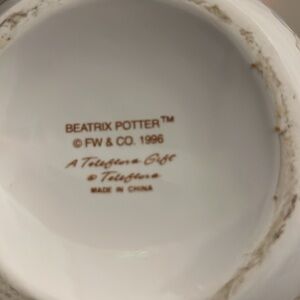 BEATRIX POTTER™
© FW & CO. 1996
A Teleflora Gift
® Teleflora
MADE IN CHINA